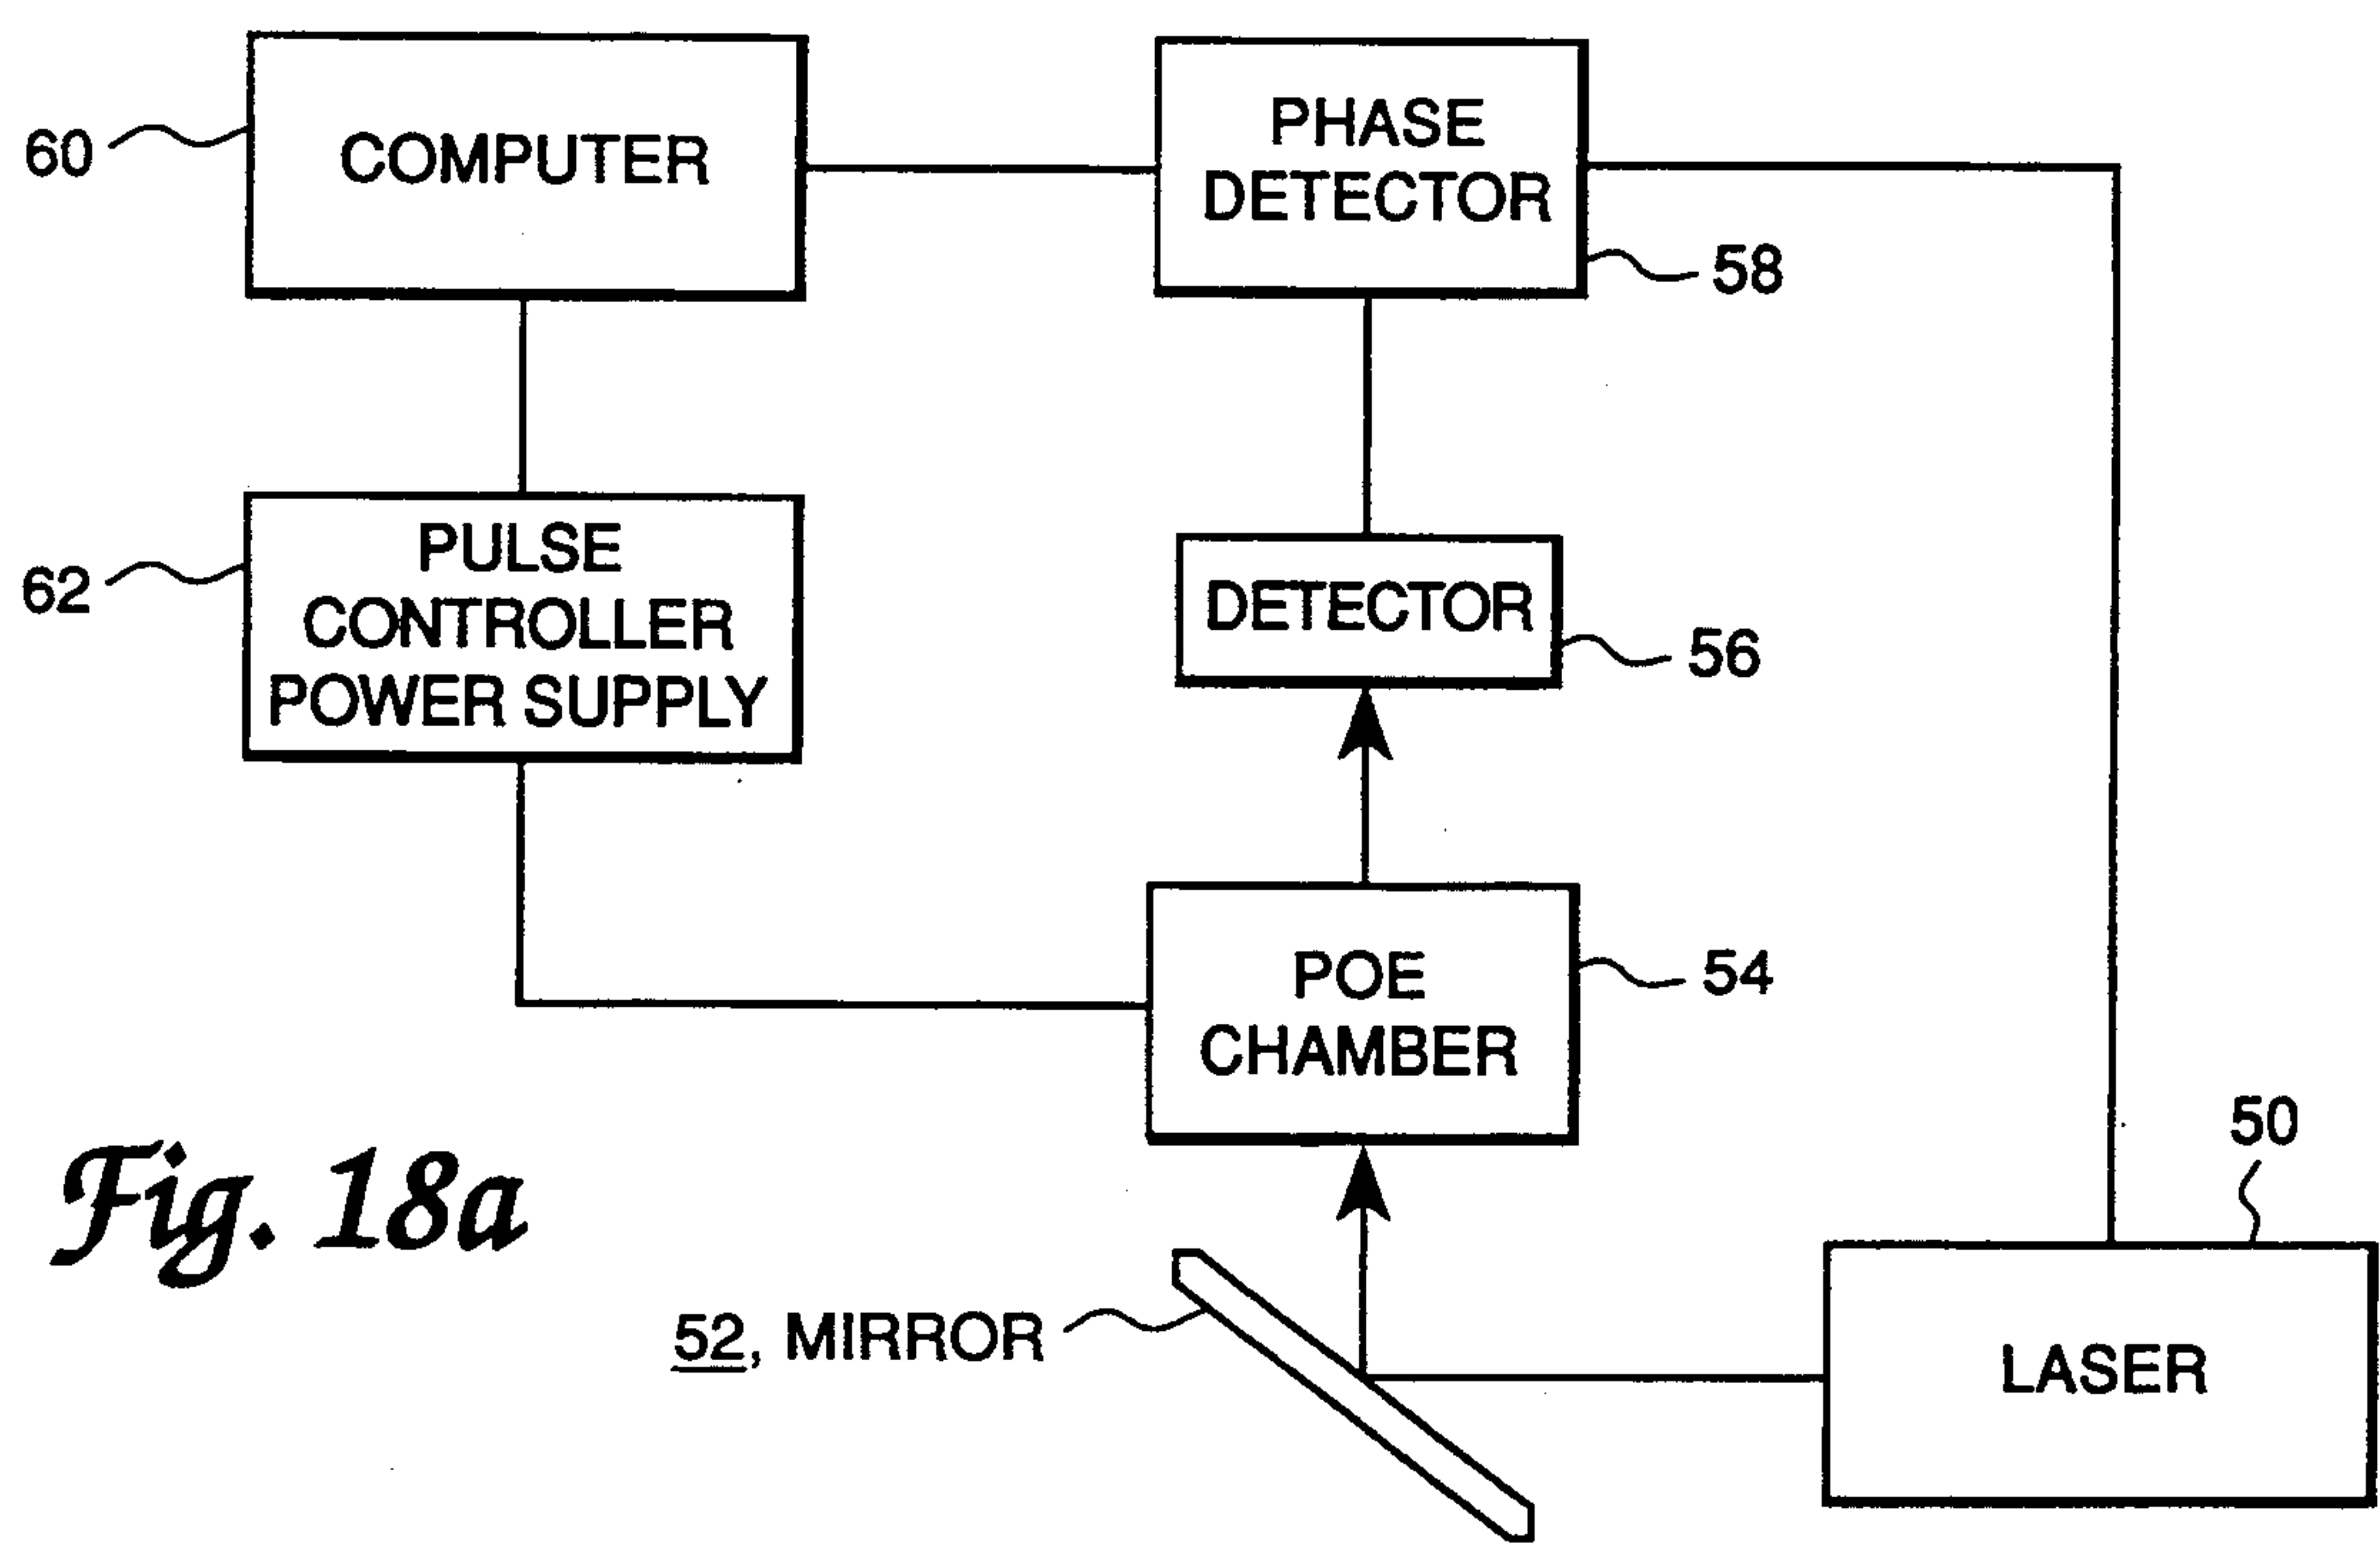 60
COMPUTER
PHASE
DETECTOR
58
62
PULSE
CONTROLLER
POWER SUPPLY
DETECTOR
56
POE
CHAMBER
54
50
Fig. 18a
52, MIRROR
LASER